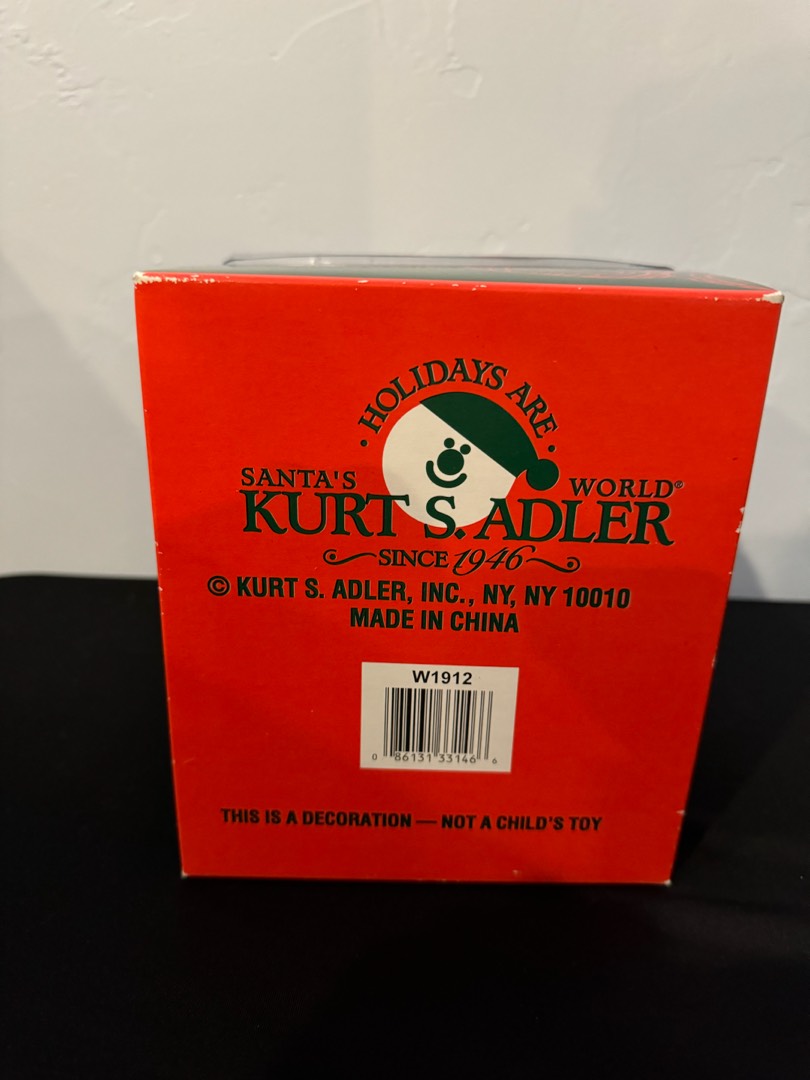 · HOLIDAYS ARE ·
SANTA'S WORLD®
KURT S. ADLER
SINCE 1946
© KURT S. ADLER, INC., NY, NY 10010
MADE IN CHINA
W1912
0 86131 33146 6
THIS IS A DECORATION — NOT A CHILD'S TOY